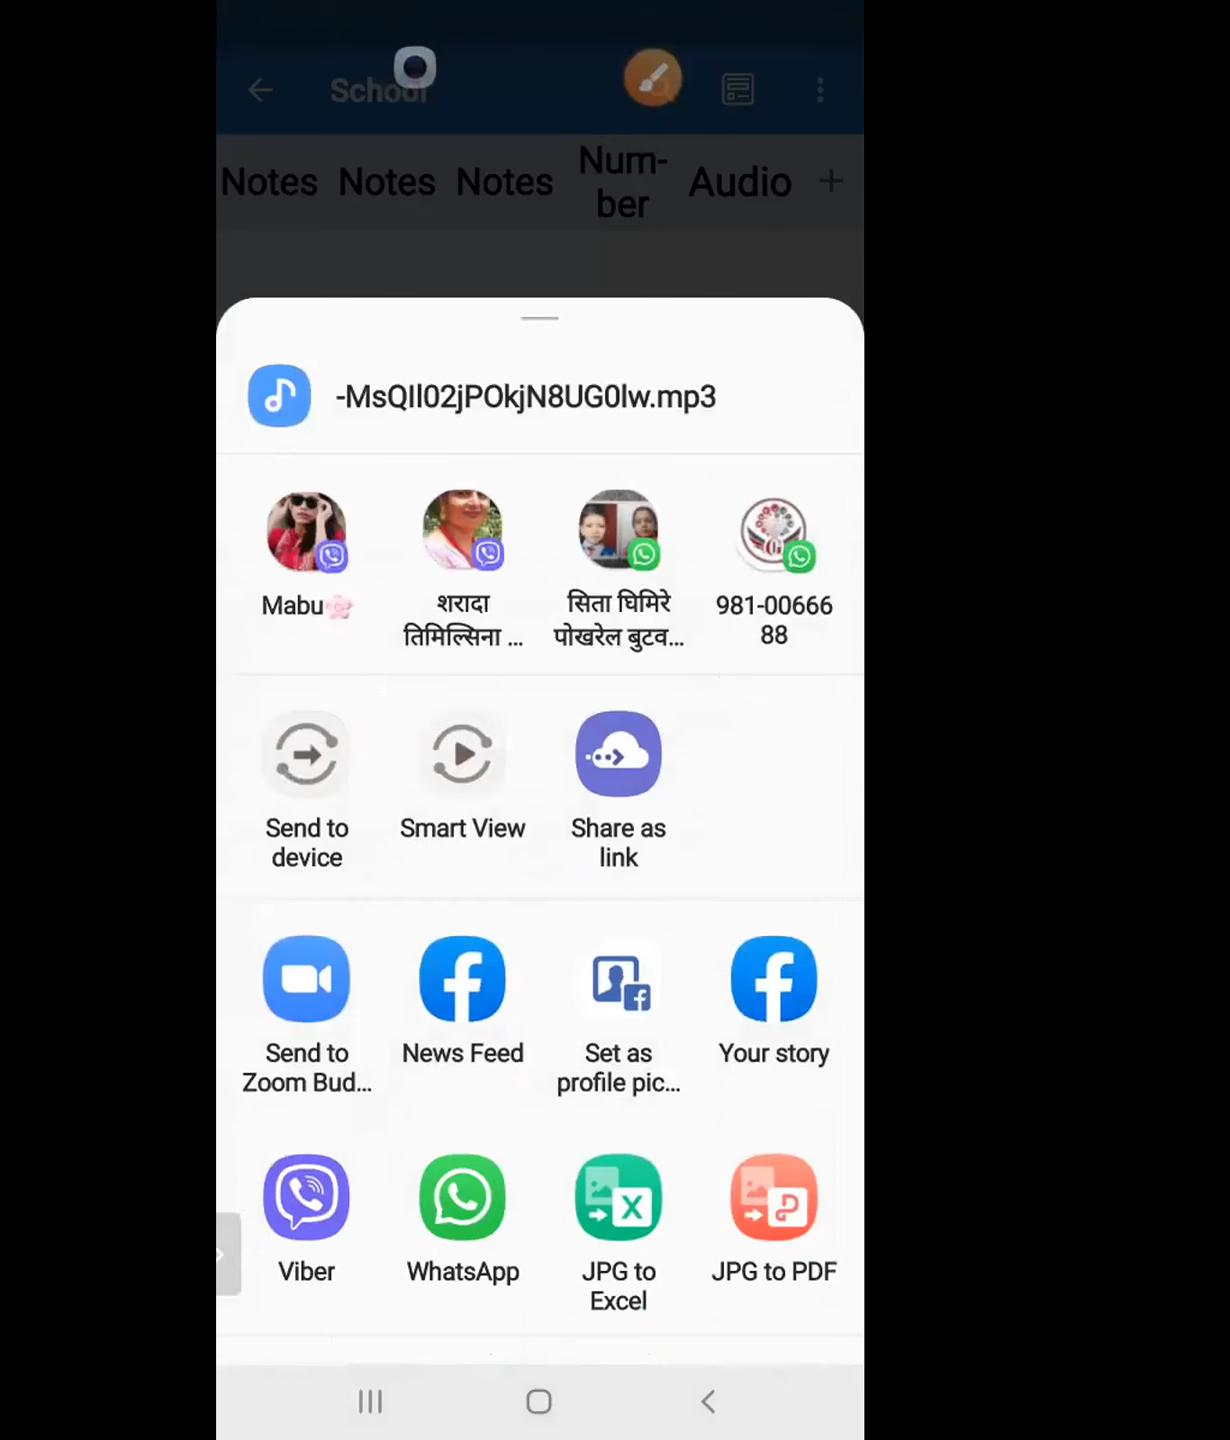 School
Notes Notes Notes Num-
ber Audio +
-MsQIl02jPOkjN8UG0lw.mp3
Mabu🌸
शरादा
तिमिल्सिना ...
सिता घिमिरे
पोखरेल बुटव...
981-00666
88
Send to
device
Smart View
Share as
link
Send to
Zoom Bud...
News Feed
Set as
profile pic...
Your story
Viber
WhatsApp
JPG to
Excel
JPG to PDF